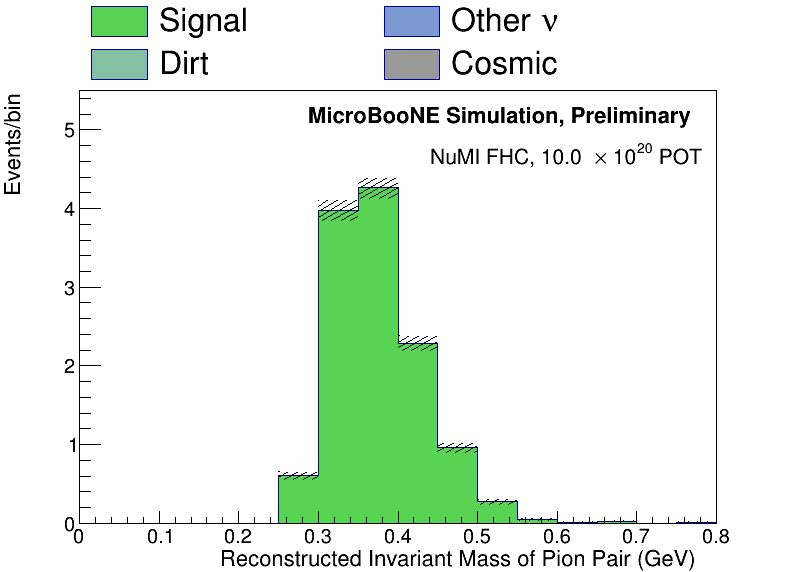 Signal
Other ν
Dirt
Cosmic
Events/bin
MicroBooNE Simulation, Preliminary
NuMI FHC, 10.0 × 10²⁰ POT
5
4
3
2
1
0
0 0.1 0.2 0.3 0.4 0.5 0.6 0.7 0.8
Reconstructed Invariant Mass of Pion Pair (GeV)